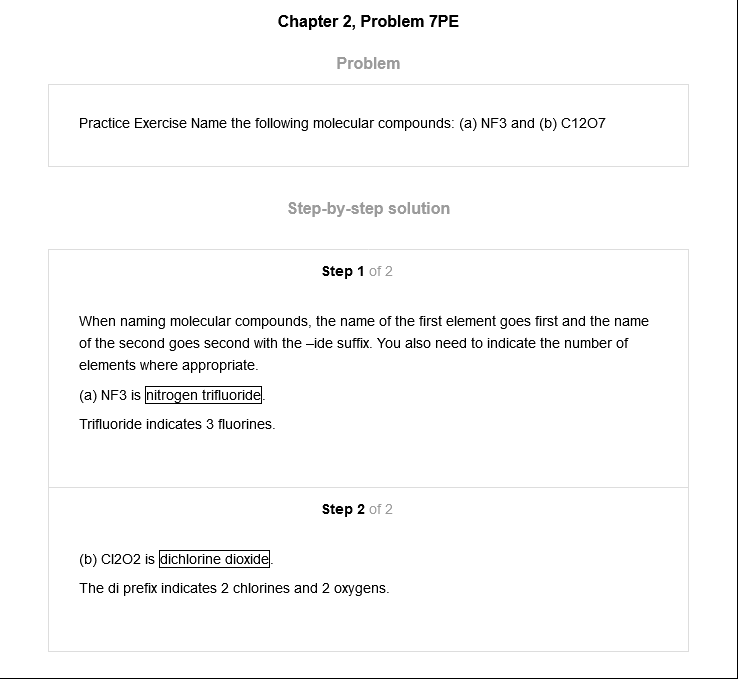 Chapter 2, Problem 7PE
Problem
Practice Exercise Name the following molecular compounds: (a) NF3 and (b) C12O7
Step-by-step solution
Step 1 of 2
When naming molecular compounds, the name of the first element goes first and the name
of the second goes second with the –ide suffix. You also need to indicate the number of
elements where appropriate.
(a) NF3 is nitrogen trifluoride.
Trifluoride indicates 3 fluorines.
Step 2 of 2
(b) Cl2O2 is dichlorine dioxide.
The di prefix indicates 2 chlorines and 2 oxygens.